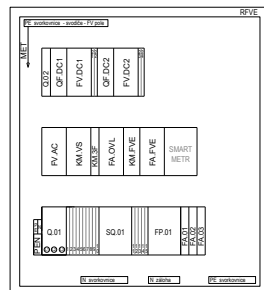 RFVE
PE svorkovnice - svodiče - FV pole
MET
Q.02
QF.DC1
FV.DC1
QF.DC2
FV.DC2
FV.AC
KM.VS
KM.3F
FA.OVL
KM.FVE
FA.FVE
SMART
METR
PEN
Q.01
SQ.01
FP.01
FA.01
FA.02
FA.03
N svorkovnice
N záloha
PE svorkovnice